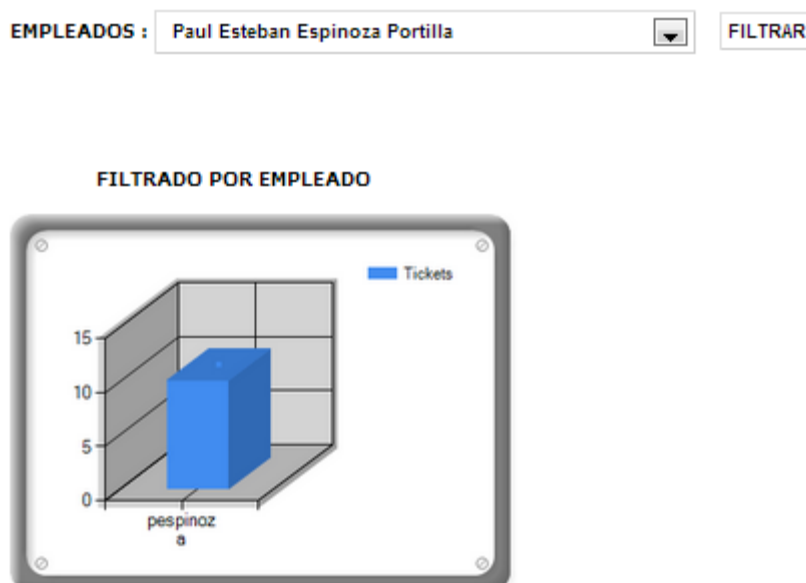 EMPLEADOS : Paul Esteban Espinoza Portilla FILTRAR
FILTRADO POR EMPLEADO
Tickets
15
10
5
0
pespinoz
a